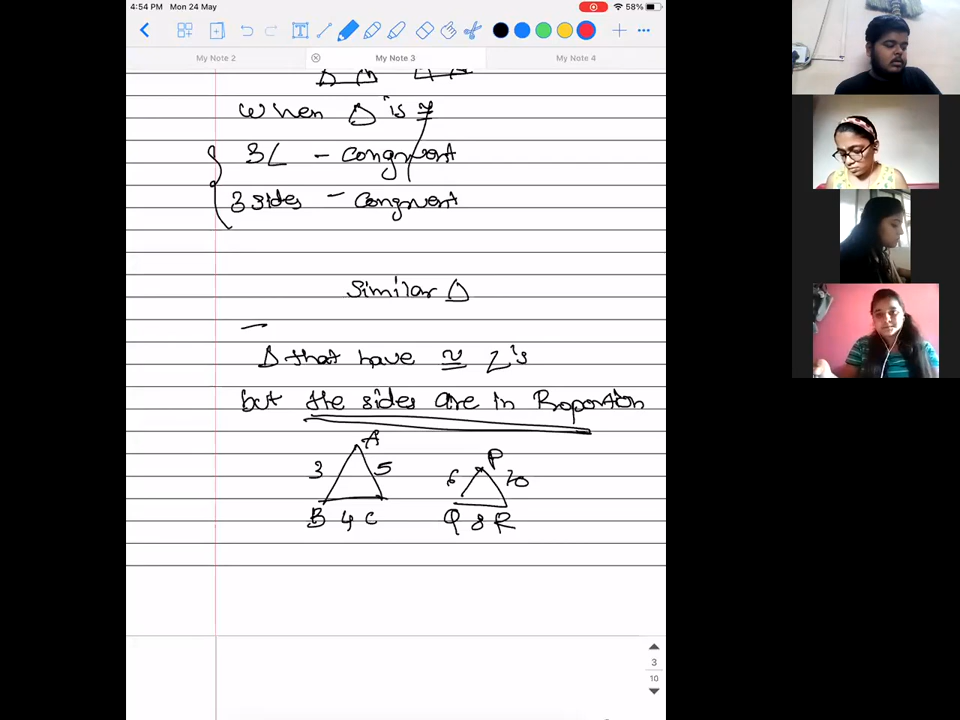 4:54 PM Mon 24 May
58%
My Note 2
My Note 3
My Note 4
When Δ is ≅
3∠ - congruent
3 sides - congruent
Similar Δ
Δ that have ≅ ∠'s
but the sides are in Proportion
A
P
3
5
6
10
B 4 C
Q 8 R
3
10